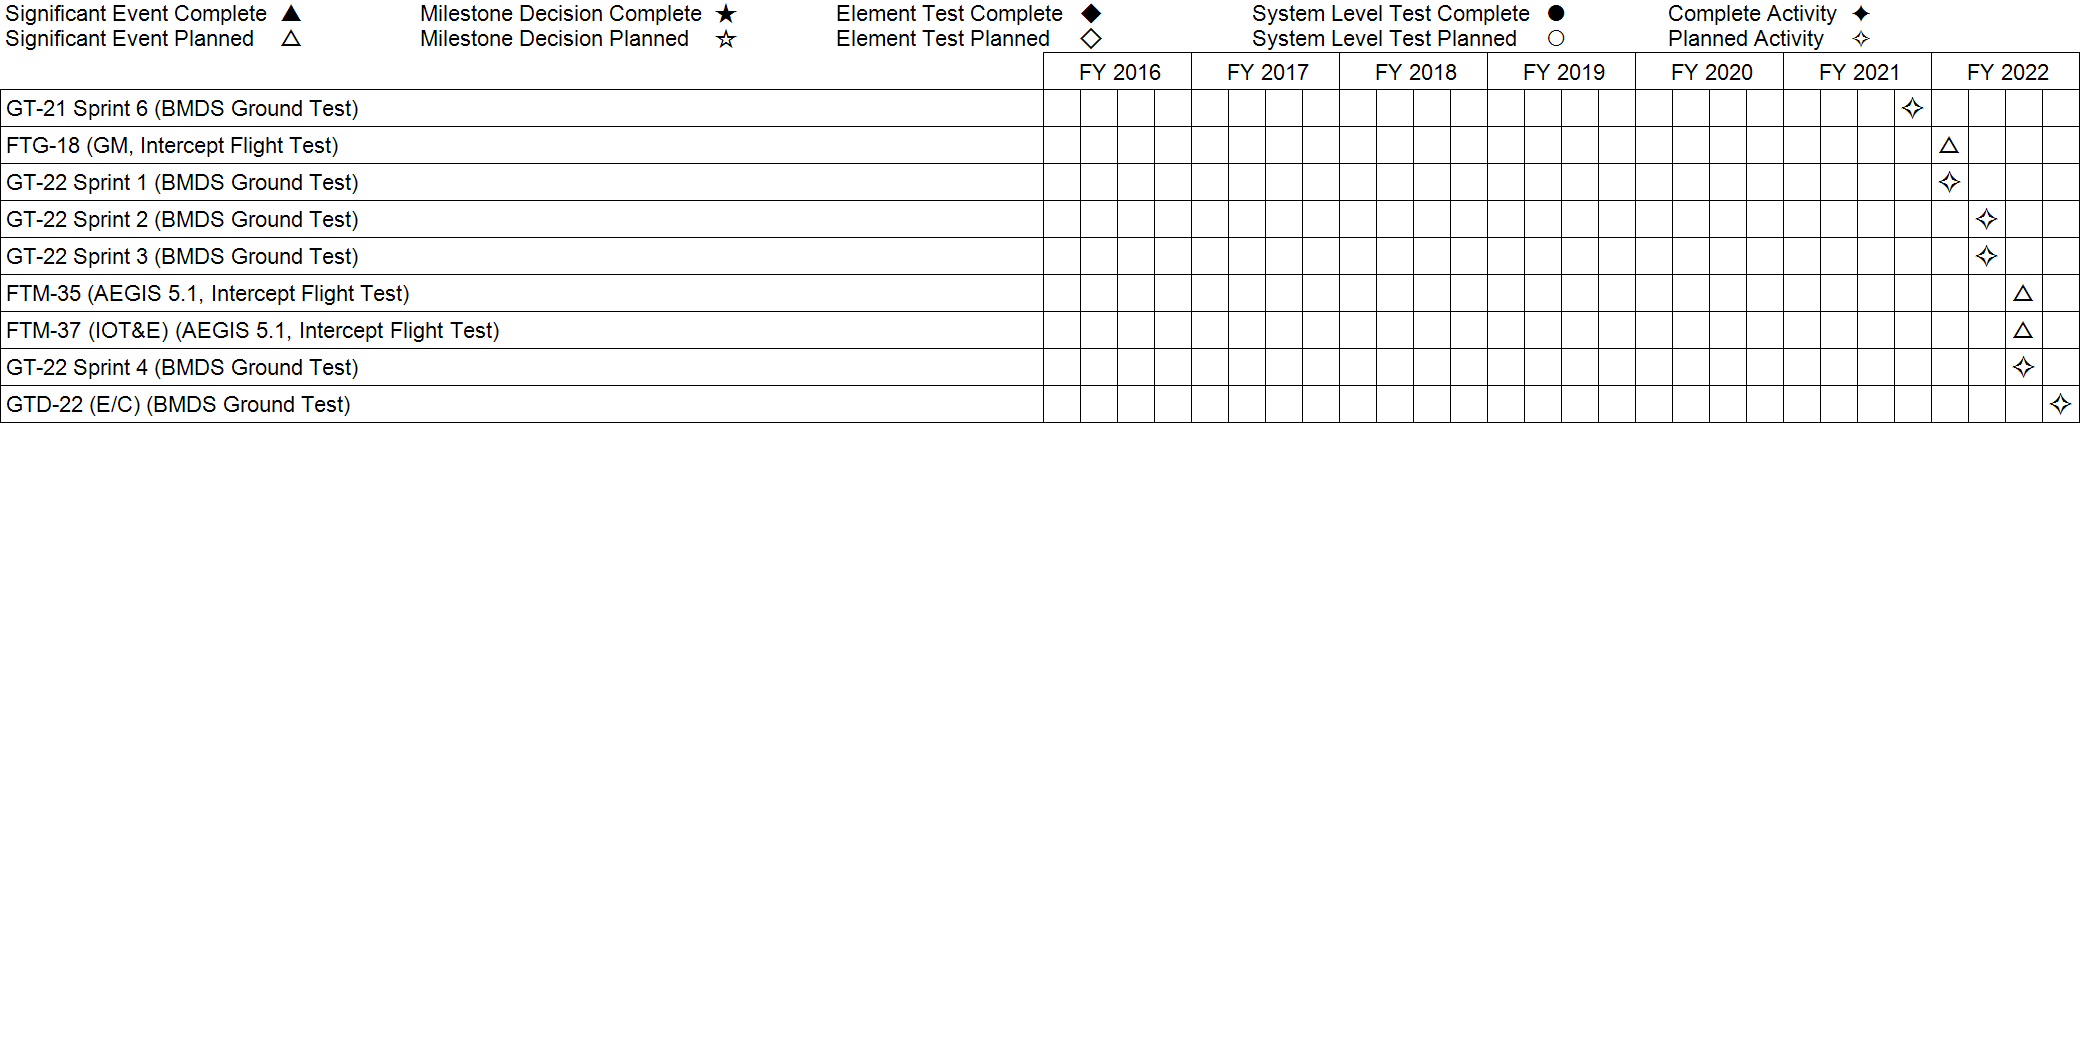 Significant Event Complete ▲ Milestone Decision Complete ★ Element Test Complete ◆ System Level Test Complete ● Complete Activity ✦
Significant Event Planned △ Milestone Decision Planned ☆ Element Test Planned ◇ System Level Test Planned ○ Planned Activity ✧
FY 2016 FY 2017 FY 2018 FY 2019 FY 2020 FY 2021 FY 2022
GT-21 Sprint 6 (BMDS Ground Test) ✧
FTG-18 (GM, Intercept Flight Test) △
GT-22 Sprint 1 (BMDS Ground Test) ✧
GT-22 Sprint 2 (BMDS Ground Test) ✧
GT-22 Sprint 3 (BMDS Ground Test) ✧
FTM-35 (AEGIS 5.1, Intercept Flight Test) △
FTM-37 (IOT&E) (AEGIS 5.1, Intercept Flight Test) △
GT-22 Sprint 4 (BMDS Ground Test) ✧
GTD-22 (E/C) (BMDS Ground Test) ✧